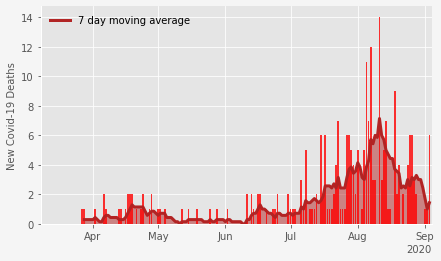 7 day moving average
New Covid-19 Deaths
14
12
10
8
6
4
2
0
Apr
May
Jun
Jul
Aug
Sep
2020